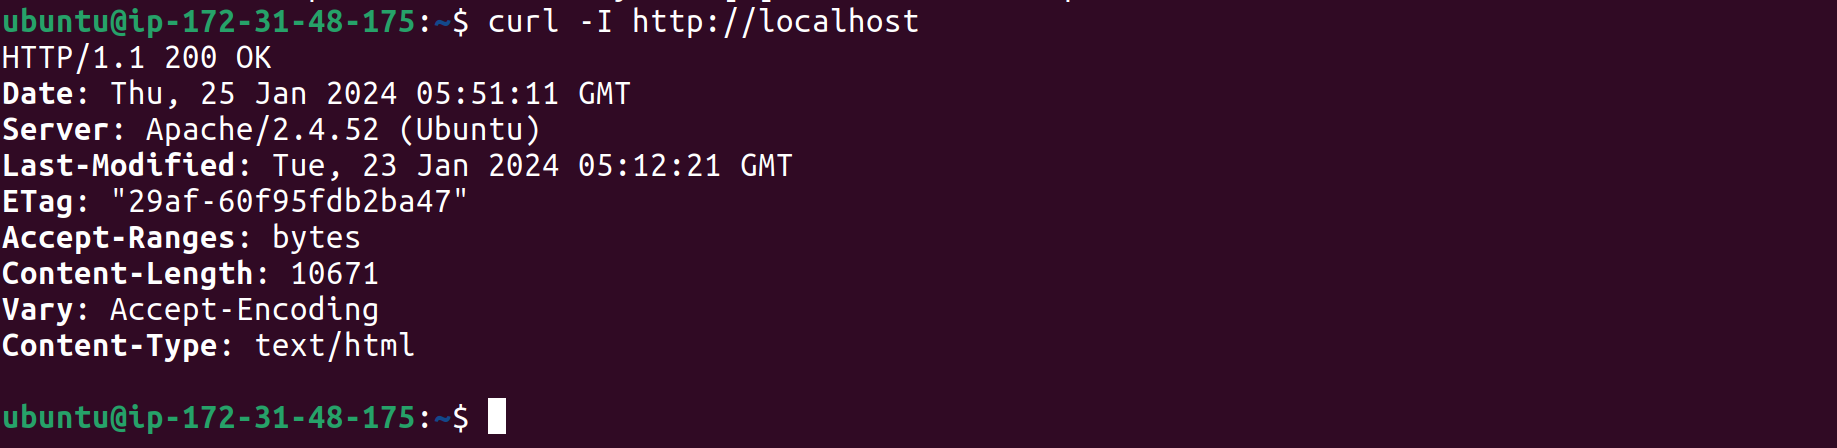 ubuntu@ip-172-31-48-175:~$ curl -I http://localhost
HTTP/1.1 200 OK
Date: Thu, 25 Jan 2024 05:51:11 GMT
Server: Apache/2.4.52 (Ubuntu)
Last-Modified: Tue, 23 Jan 2024 05:12:21 GMT
ETag: "29af-60f95fdb2ba47"
Accept-Ranges: bytes
Content-Length: 10671
Vary: Accept-Encoding
Content-Type: text/html
ubuntu@ip-172-31-48-175:~$